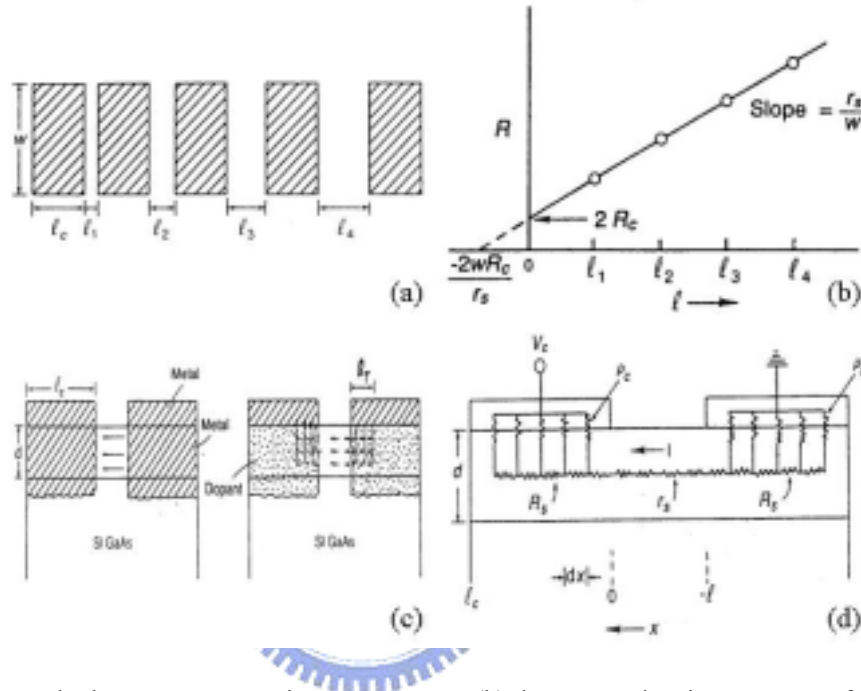 w
ℓc ℓ1 ℓ2 ℓ3 ℓ4
(a)
R
Slope = rs/w
2 Rc
-2wRc/rs 0 ℓ1 ℓ2 ℓ3 ℓ4
ℓ
(b)
Metal
Metal
d
Dopant
SI GaAs
SI GaAs
(c)
Vc
ρc
d
I
Rs rs Rs
|dx|
ℓc 0 -ℓ
x
(d)